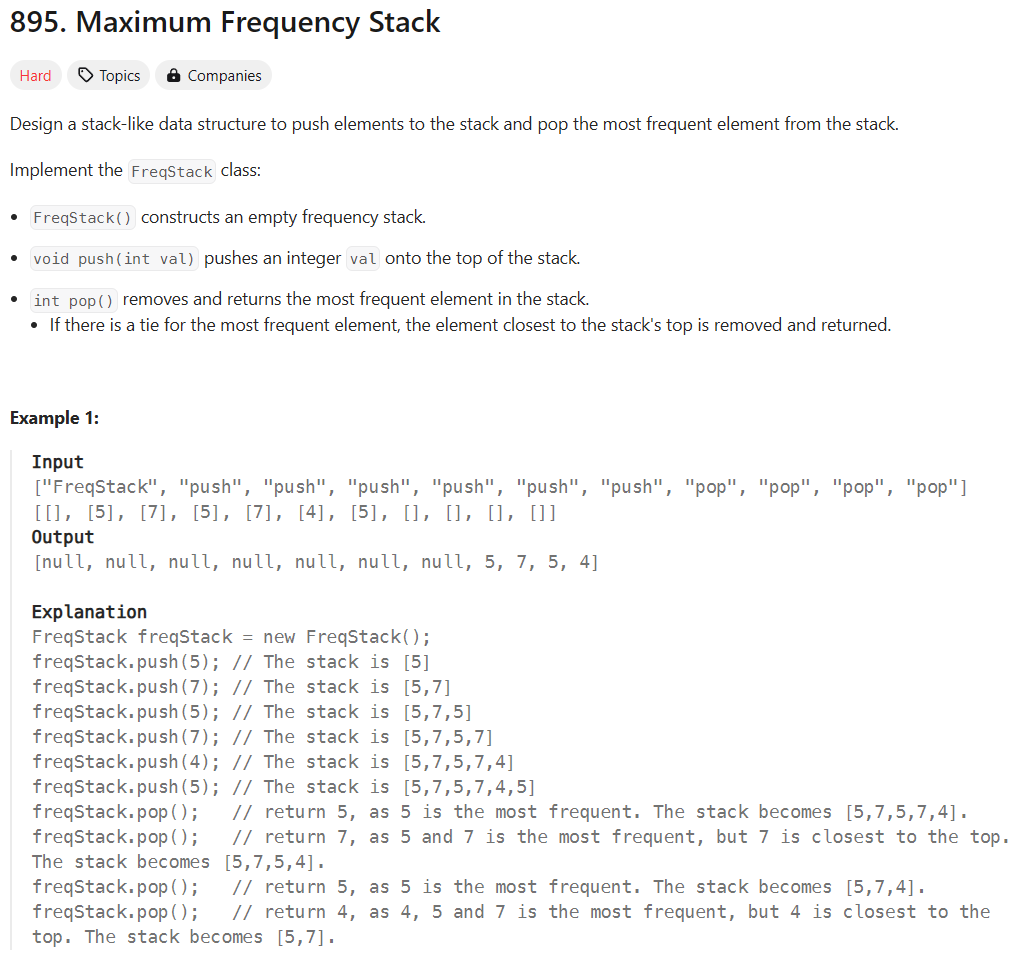 895. Maximum Frequency Stack
Hard Topics Companies
Design a stack-like data structure to push elements to the stack and pop the most frequent element from the stack.
Implement the FreqStack class:
• FreqStack() constructs an empty frequency stack.
• void push(int val) pushes an integer val onto the top of the stack.
• int pop() removes and returns the most frequent element in the stack.
• If there is a tie for the most frequent element, the element closest to the stack's top is removed and returned.
Example 1:
Input
["FreqStack", "push", "push", "push", "push", "push", "push", "pop", "pop", "pop", "pop"]
[[], [5], [7], [5], [7], [4], [5], [], [], [], []]
Output
[null, null, null, null, null, null, null, 5, 7, 5, 4]
Explanation
FreqStack freqStack = new FreqStack();
freqStack.push(5); // The stack is [5]
freqStack.push(7); // The stack is [5,7]
freqStack.push(5); // The stack is [5,7,5]
freqStack.push(7); // The stack is [5,7,5,7]
freqStack.push(4); // The stack is [5,7,5,7,4]
freqStack.push(5); // The stack is [5,7,5,7,4,5]
freqStack.pop();   // return 5, as 5 is the most frequent. The stack becomes [5,7,5,7,4].
freqStack.pop();   // return 7, as 5 and 7 is the most frequent, but 7 is closest to the top.
The stack becomes [5,7,5,4].
freqStack.pop();   // return 5, as 5 is the most frequent. The stack becomes [5,7,4].
freqStack.pop();   // return 4, as 4, 5 and 7 is the most frequent, but 4 is closest to the
top. The stack becomes [5,7].